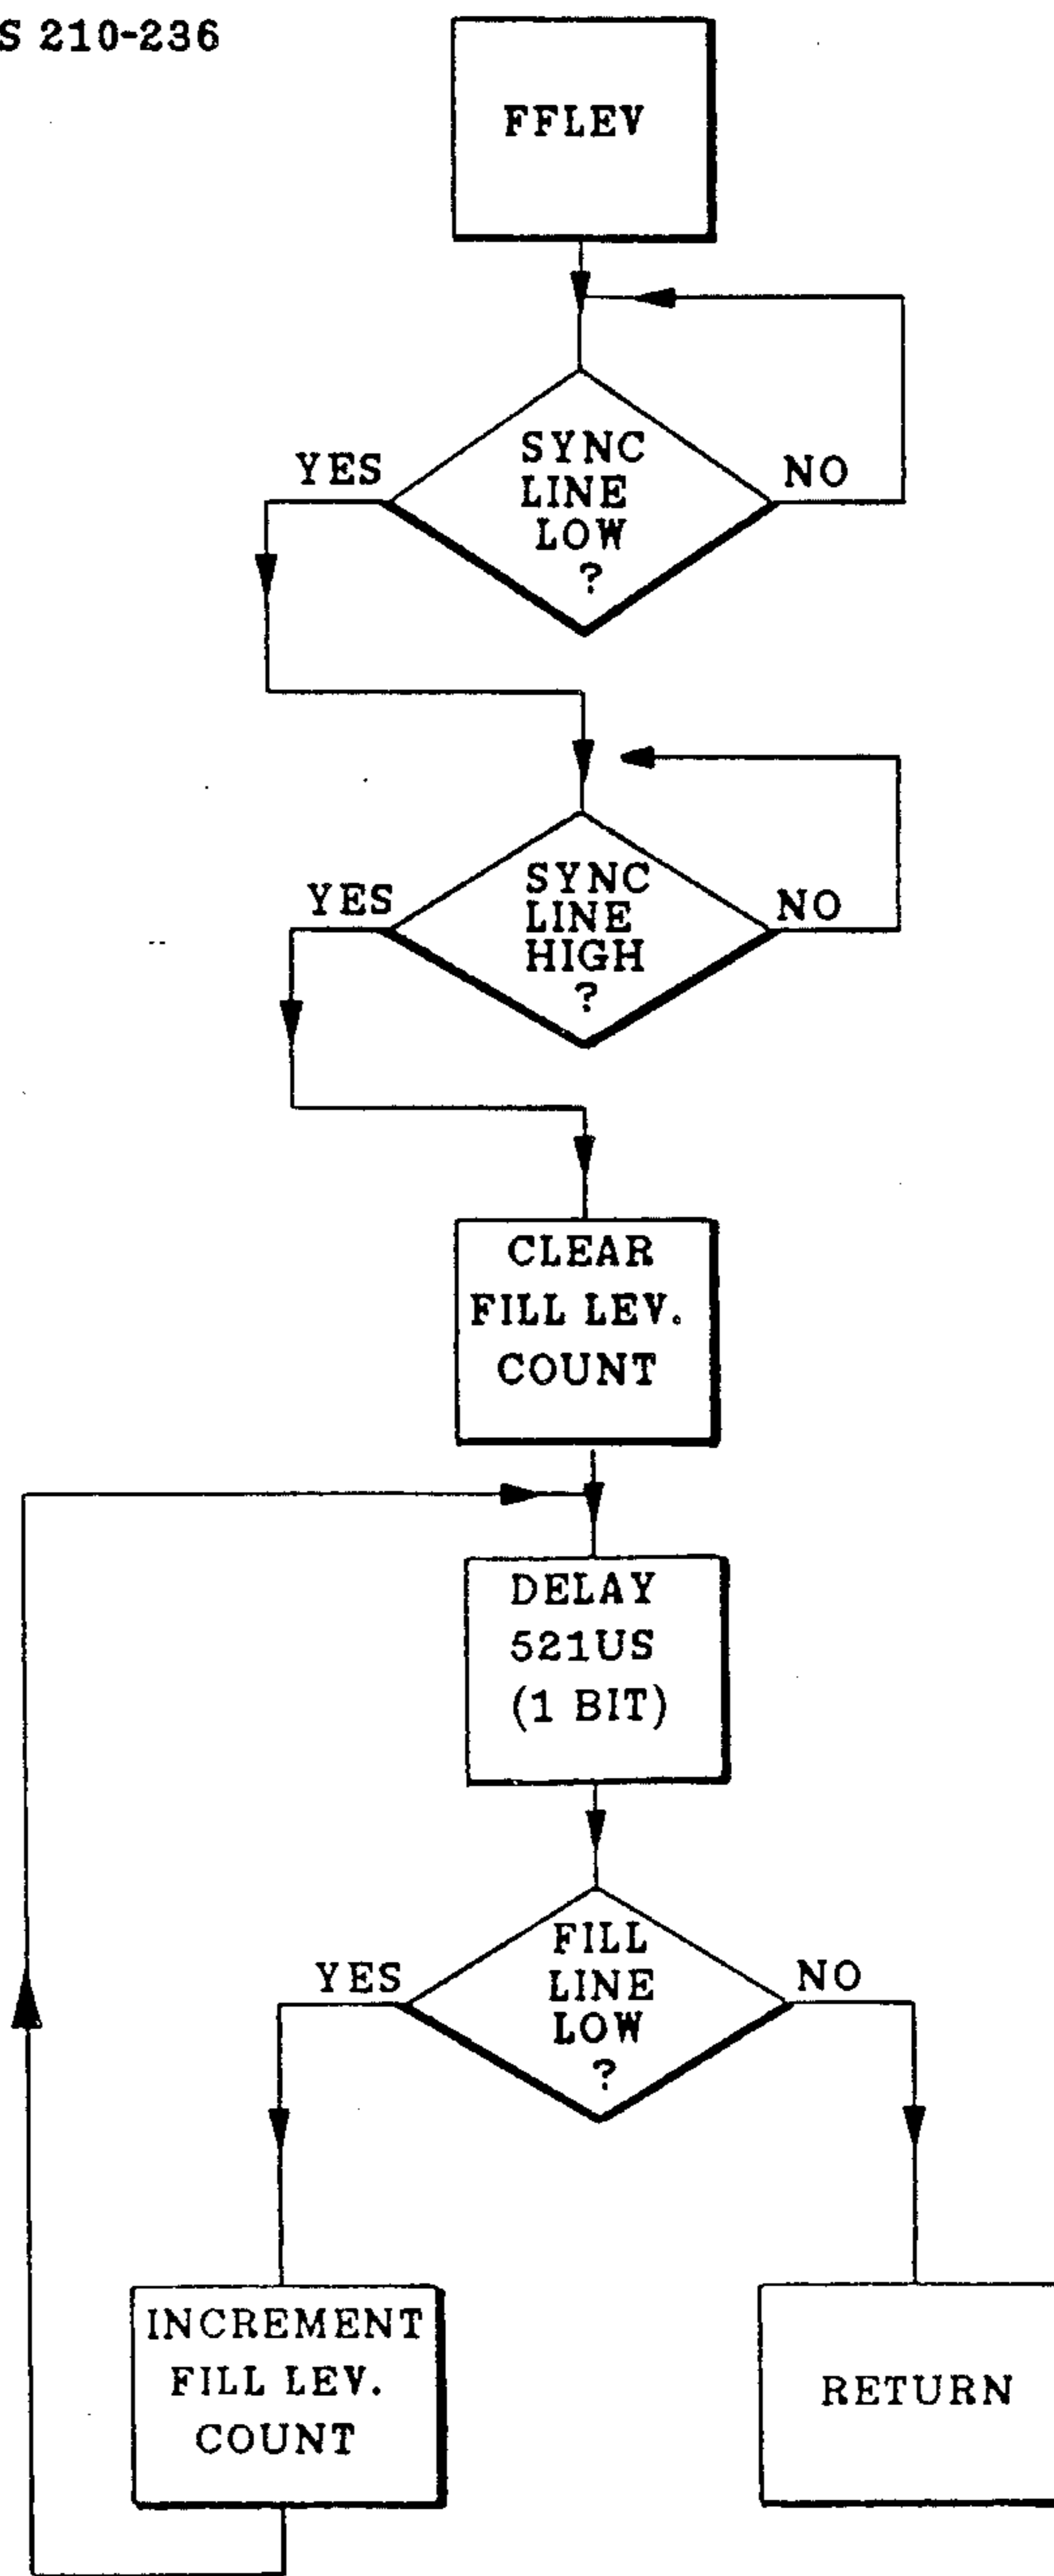 S 210-236
FFLEV
SYNC
LINE
LOW
?
YES
NO
SYNC
LINE
HIGH
?
YES
NO
CLEAR
FILL LEV.
COUNT
DELAY
521US
(1 BIT)
FILL
LINE
LOW
?
YES
NO
INCREMENT
FILL LEV.
COUNT
RETURN